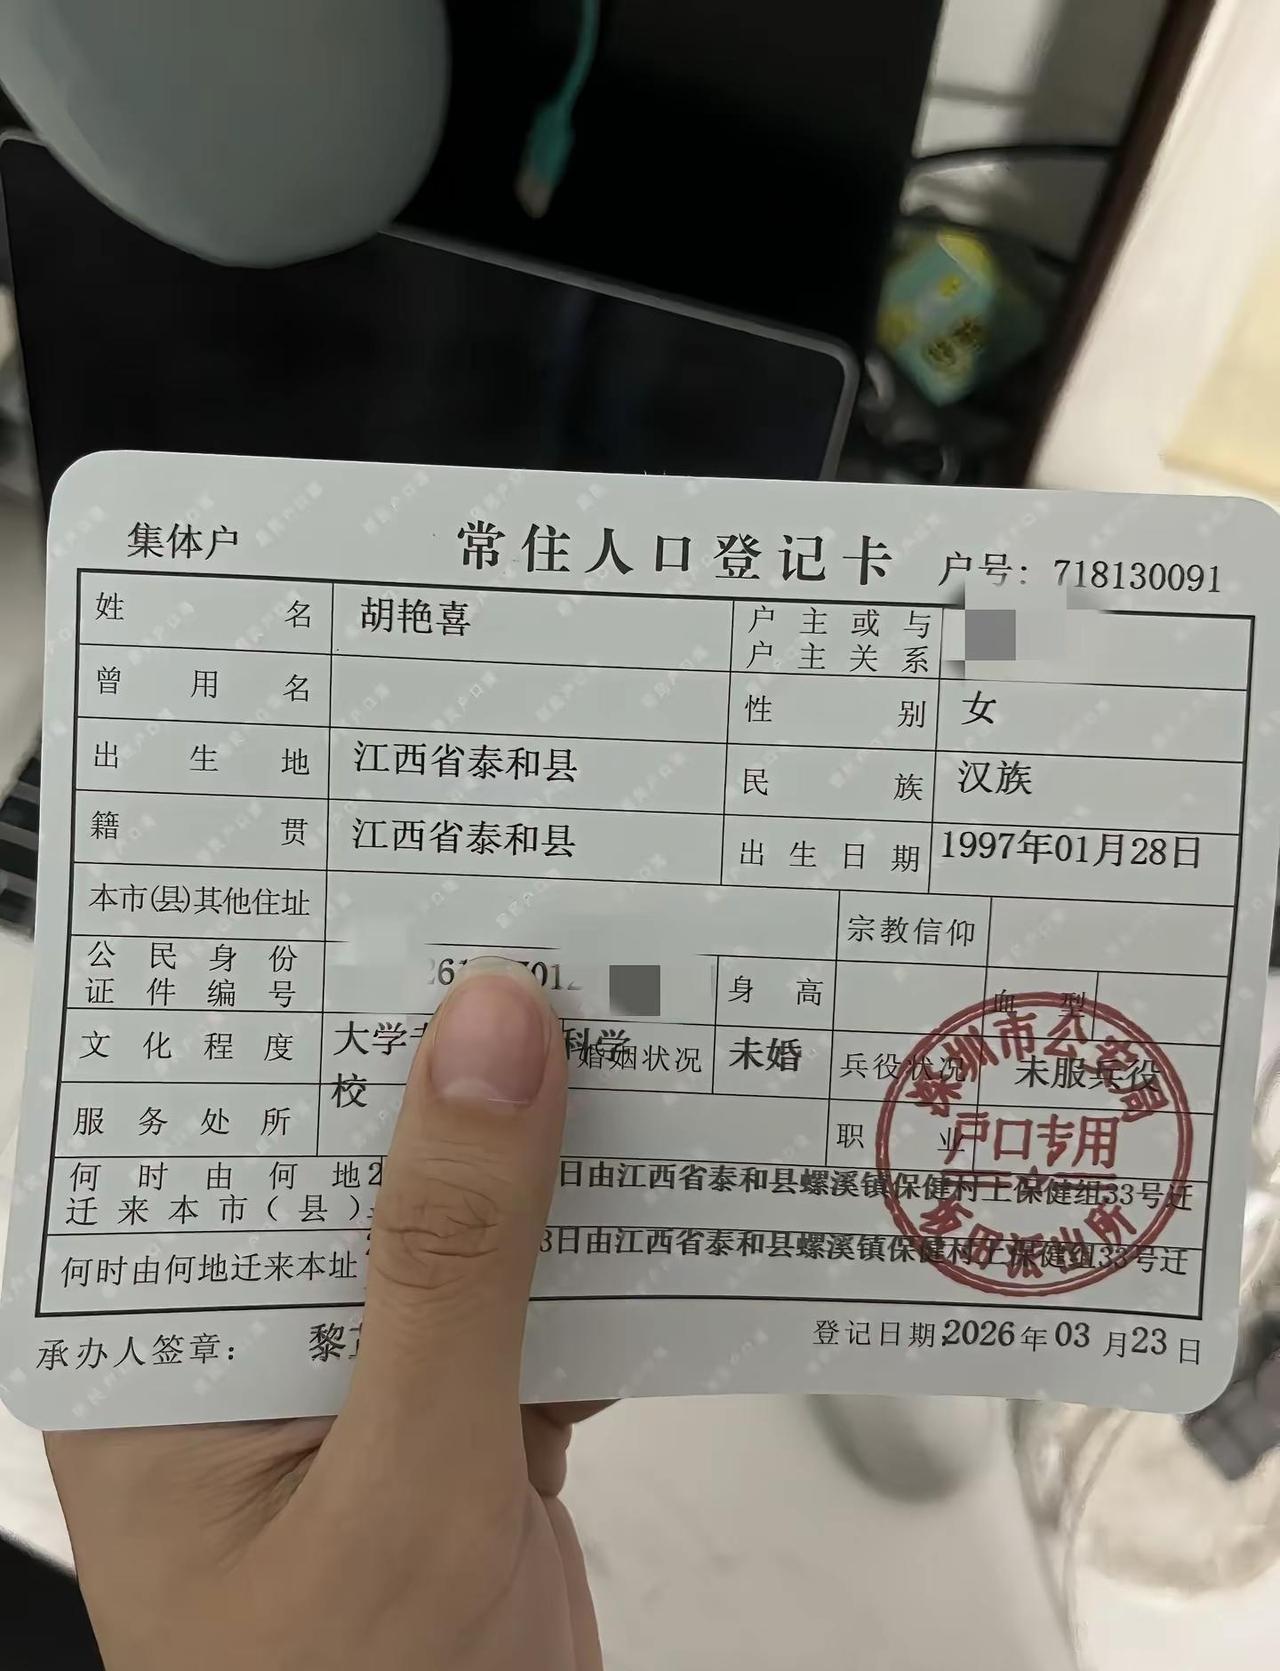 集体户 常住人口登记卡 户号：718130091
姓名 胡艳喜 户主或与户主关系
曾用名 性别 女
出生地 江西省泰和县 民族 汉族
籍贯 江西省泰和县 出生日期 1997年01月28日
本市(县)其他住址 宗教信仰
公民身份证件编号 身高 血型
文化程度 大学 科学校 婚姻状况 未婚 兵役状况 未服兵役
服务处所 职业
何时由何地迁来本市(县) 2 日由江西省泰和县螺溪镇保健村上保健组33号迁
何时由何地迁来本址 3日由江西省泰和县螺溪镇保健村上保健组33号迁
承办人签章： 黎 登记日期:2026年03月23日
深圳市公安局
户口专用
派出所